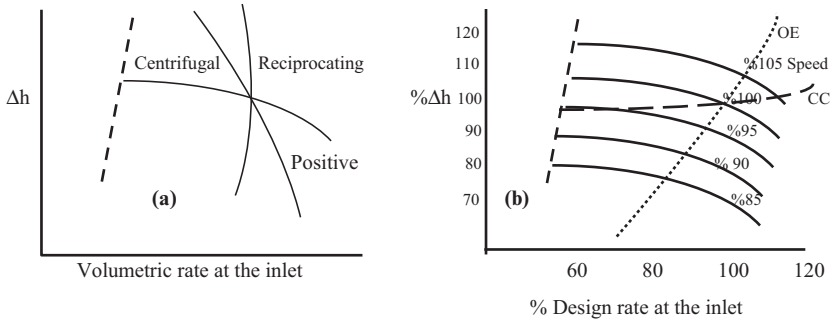 Δh
Centrifugal
Reciprocating
Positive
(a)
Volumetric rate at the inlet
%Δh
120
110
100
90
80
70
OE
%105 Speed
%100
CC
%95
% 90
%85
(b)
60
80
100
120
% Design rate at the inlet